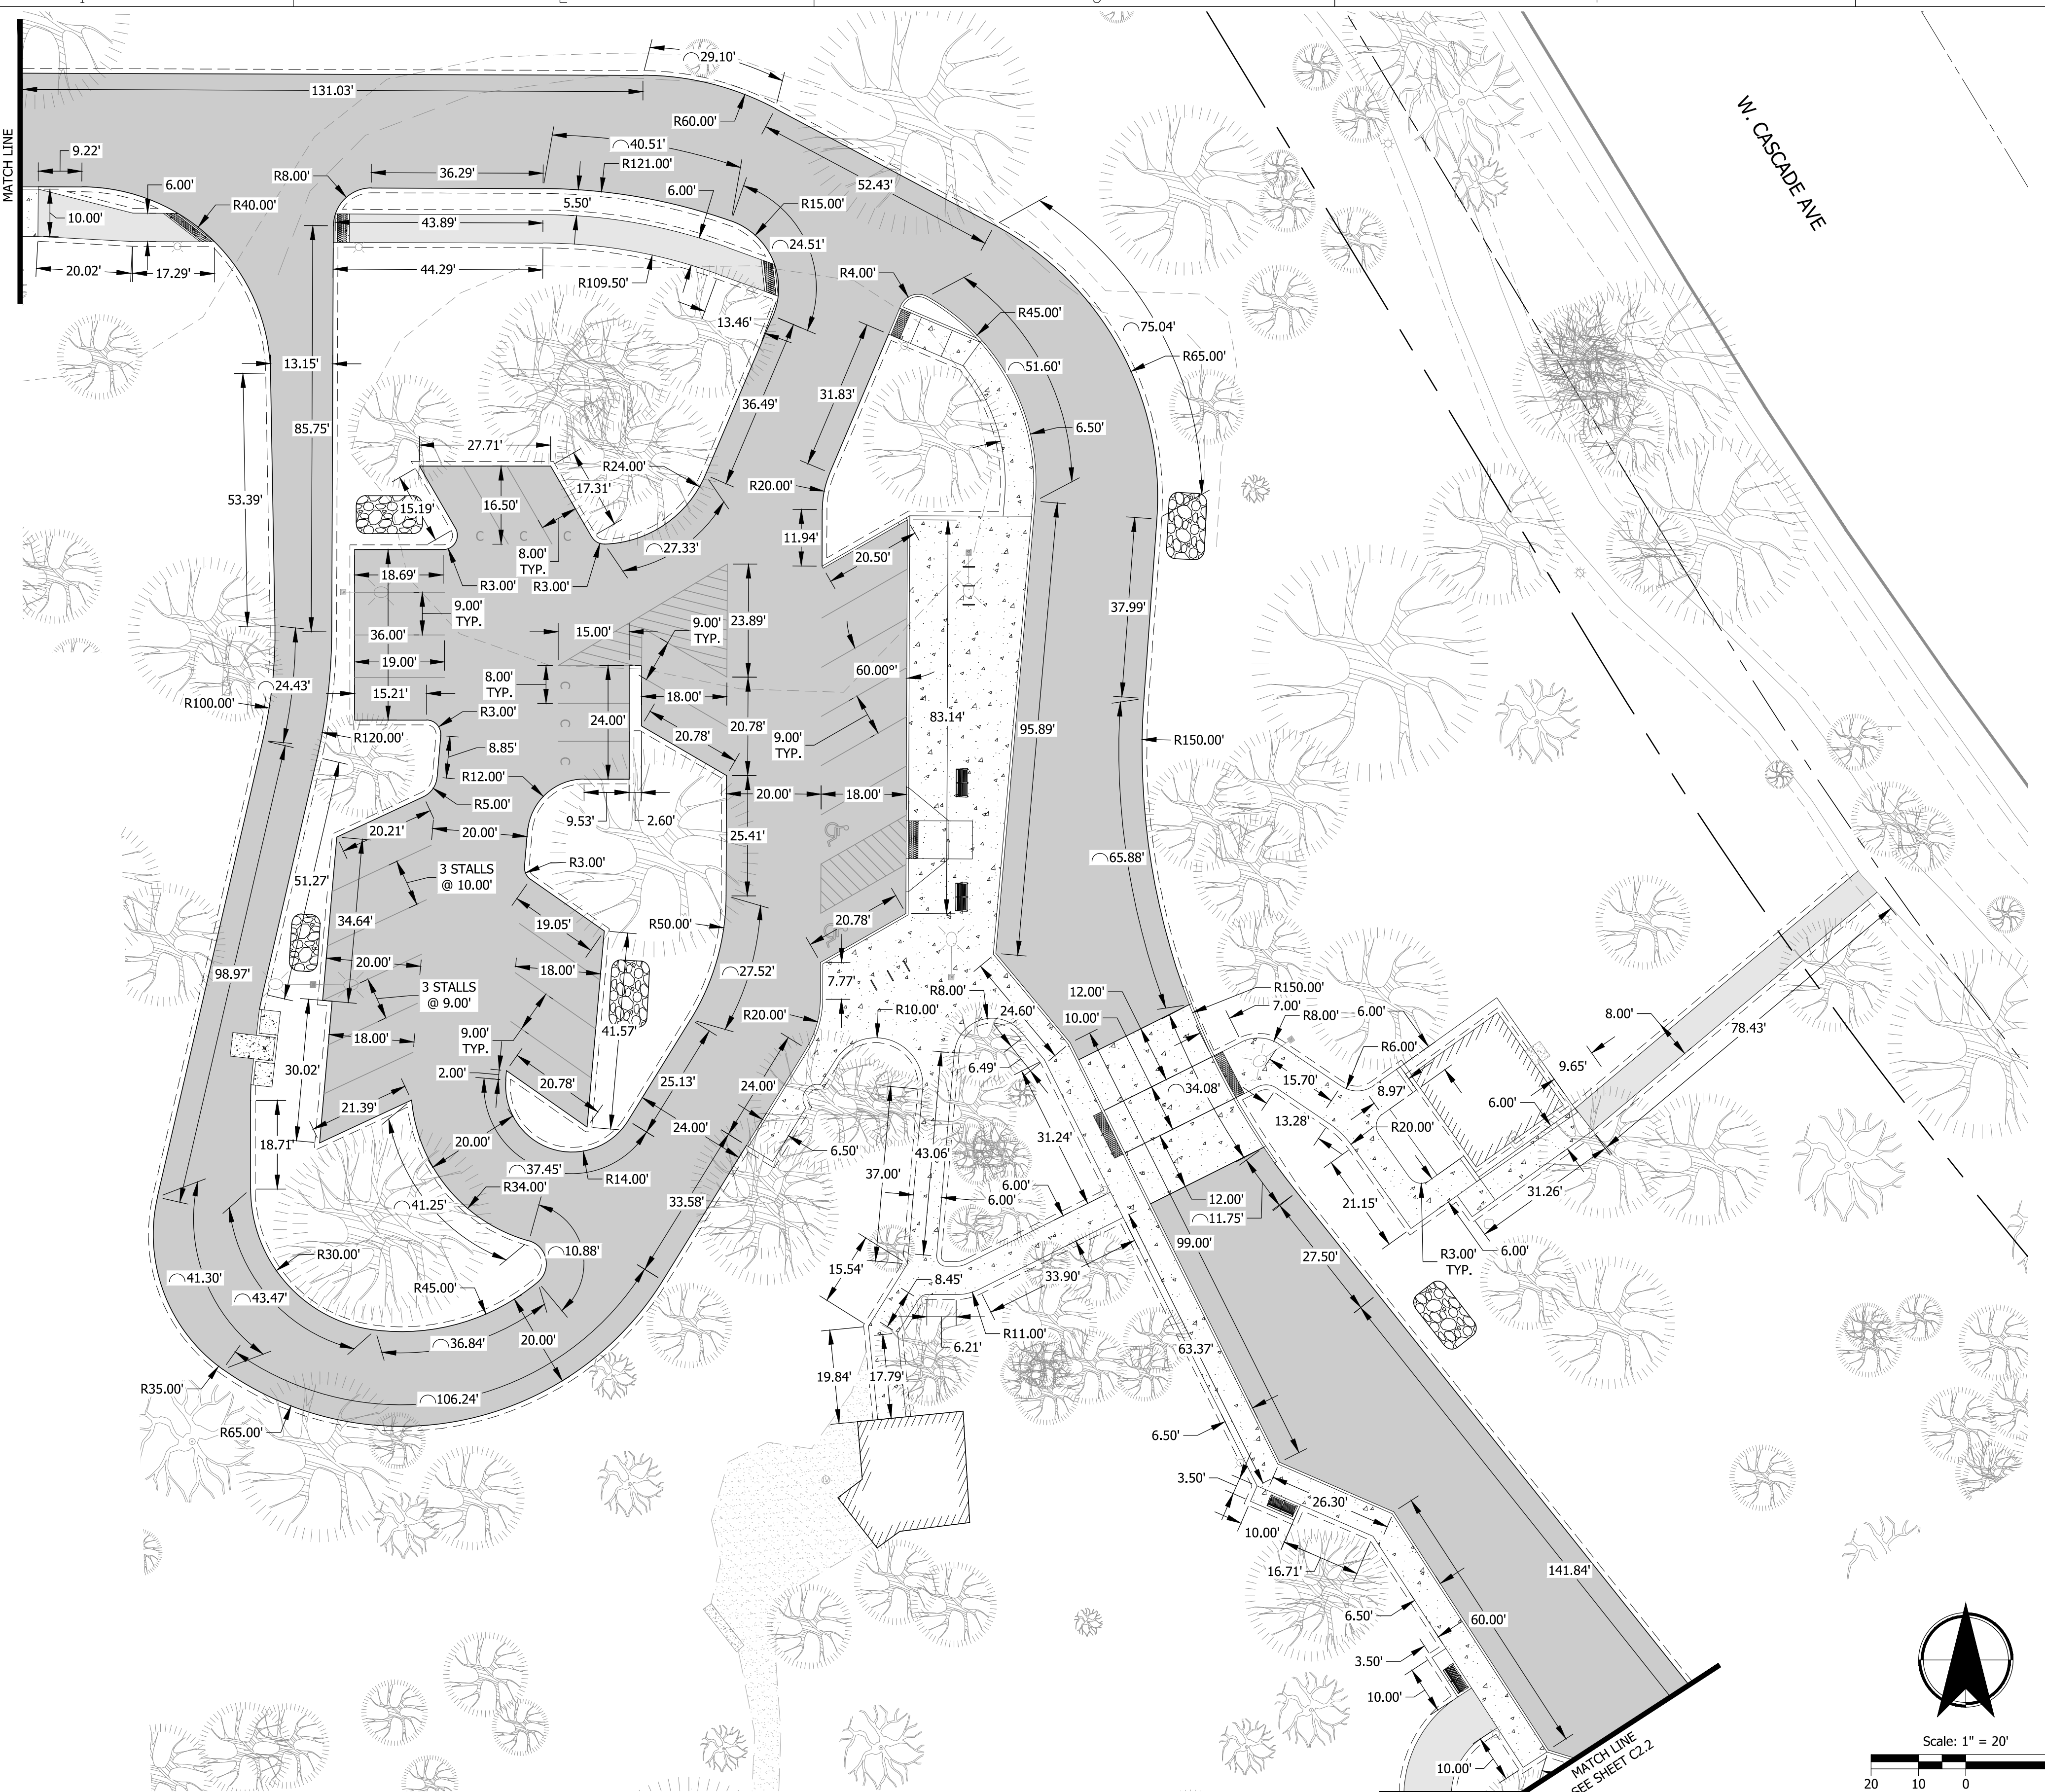 29.10'
131.03'
MATCH LINE
R60.00'
W. CASCADE AVE
40.51'
R121.00'
9.22'
R8.00'
36.29'
52.43'
6.00'
6.00'
10.00'
R40.00'
5.50'
R15.00'
43.89'
24.51'
20.02'
17.29'
44.29'
R109.50'
R4.00'
13.46'
R45.00'
75.04'
R65.00'
13.15'
51.60'
31.83'
36.49'
85.75'
6.50'
27.71'
R24.00'
R20.00'
17.31'
53.39'
16.50'
15.19'
C C C
11.94'
27.33'
20.50'
8.00'
TYP.
18.69'
R3.00'
R3.00'
9.00'
TYP.
37.99'
23.89'
9.00'
TYP.
36.00'
15.00'
19.00'
60.00°'
8.00'
TYP.
C
24.43'
15.21'
18.00'
R100.00'
R3.00'
24.00'
C
83.14'
20.78'
95.89'
R120.00'
20.78'
9.00'
TYP.
8.85'
R150.00'
C
R12.00'
R5.00'
20.00'
18.00'
9.53'
2.60'
20.21'
20.00'
25.41'
R3.00'
65.88'
3 STALLS
@ 10.00'
51.27'
34.64'
19.05'
R50.00'
20.78'
98.97'
20.00'
18.00'
27.52'
7.77'
3 STALLS
@ 9.00'
R8.00'
12.00'
R150.00'
24.60'
7.00'
R10.00'
R20.00'
10.00'
R8.00'
6.00'
8.00'
78.43'
41.57'
9.00'
TYP.
18.00'
R6.00'
30.02'
2.00'
6.49'
9.65'
20.78'
25.13'
24.00'
15.70'
34.08'
8.97'
21.39'
6.00'
13.28'
24.00'
R20.00'
31.24'
18.71'
20.00'
6.50'
43.06'
37.45'
37.00'
R14.00'
R34.00'
6.00'
31.26'
33.58'
6.00'
12.00'
21.15'
41.25'
11.75'
99.00'
10.88'
R30.00'
27.50'
R3.00'
TYP.
6.00'
15.54'
33.90'
41.30'
8.45'
R45.00'
43.47'
R11.00'
36.84'
20.00'
6.21'
63.37'
19.84'
17.79'
R35.00'
106.24'
R65.00'
6.50'
3.50'
26.30'
10.00'
16.71'
141.84'
6.50'
60.00'
3.50'
10.00'
MATCH LINE
SEE SHEET C2.2
10.00'
Scale: 1" = 20'
20 10 0